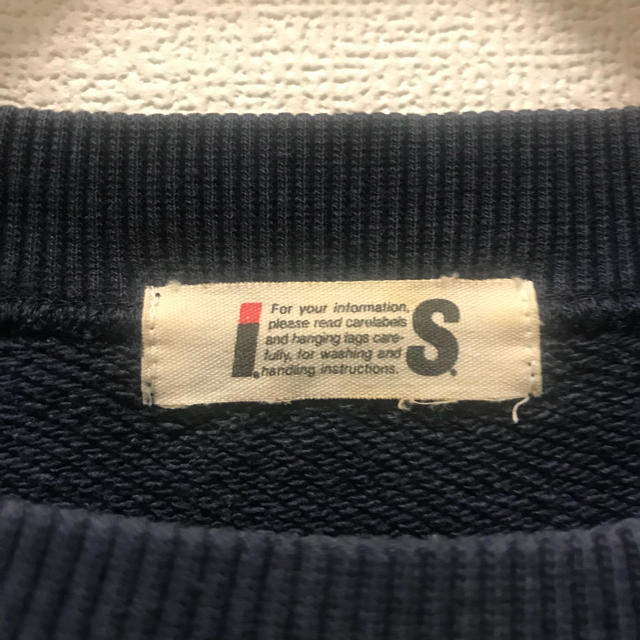 I.S.
For your information,
please read carelabels
and hanging tags care-
fully, for washing and
handling instructions.